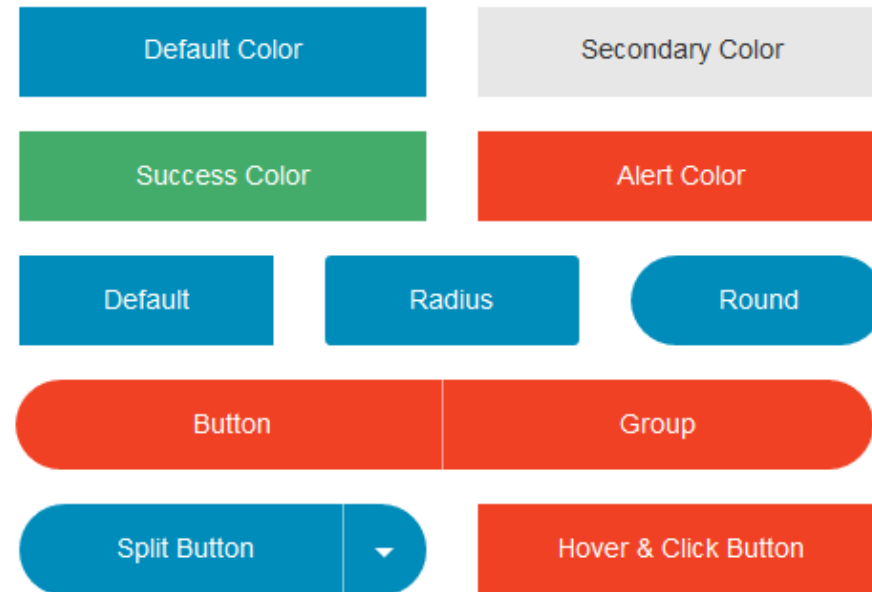 Default Color
Secondary Color
Success Color
Alert Color
Default
Radius
Round
Button
Group
Split Button
Hover & Click Button